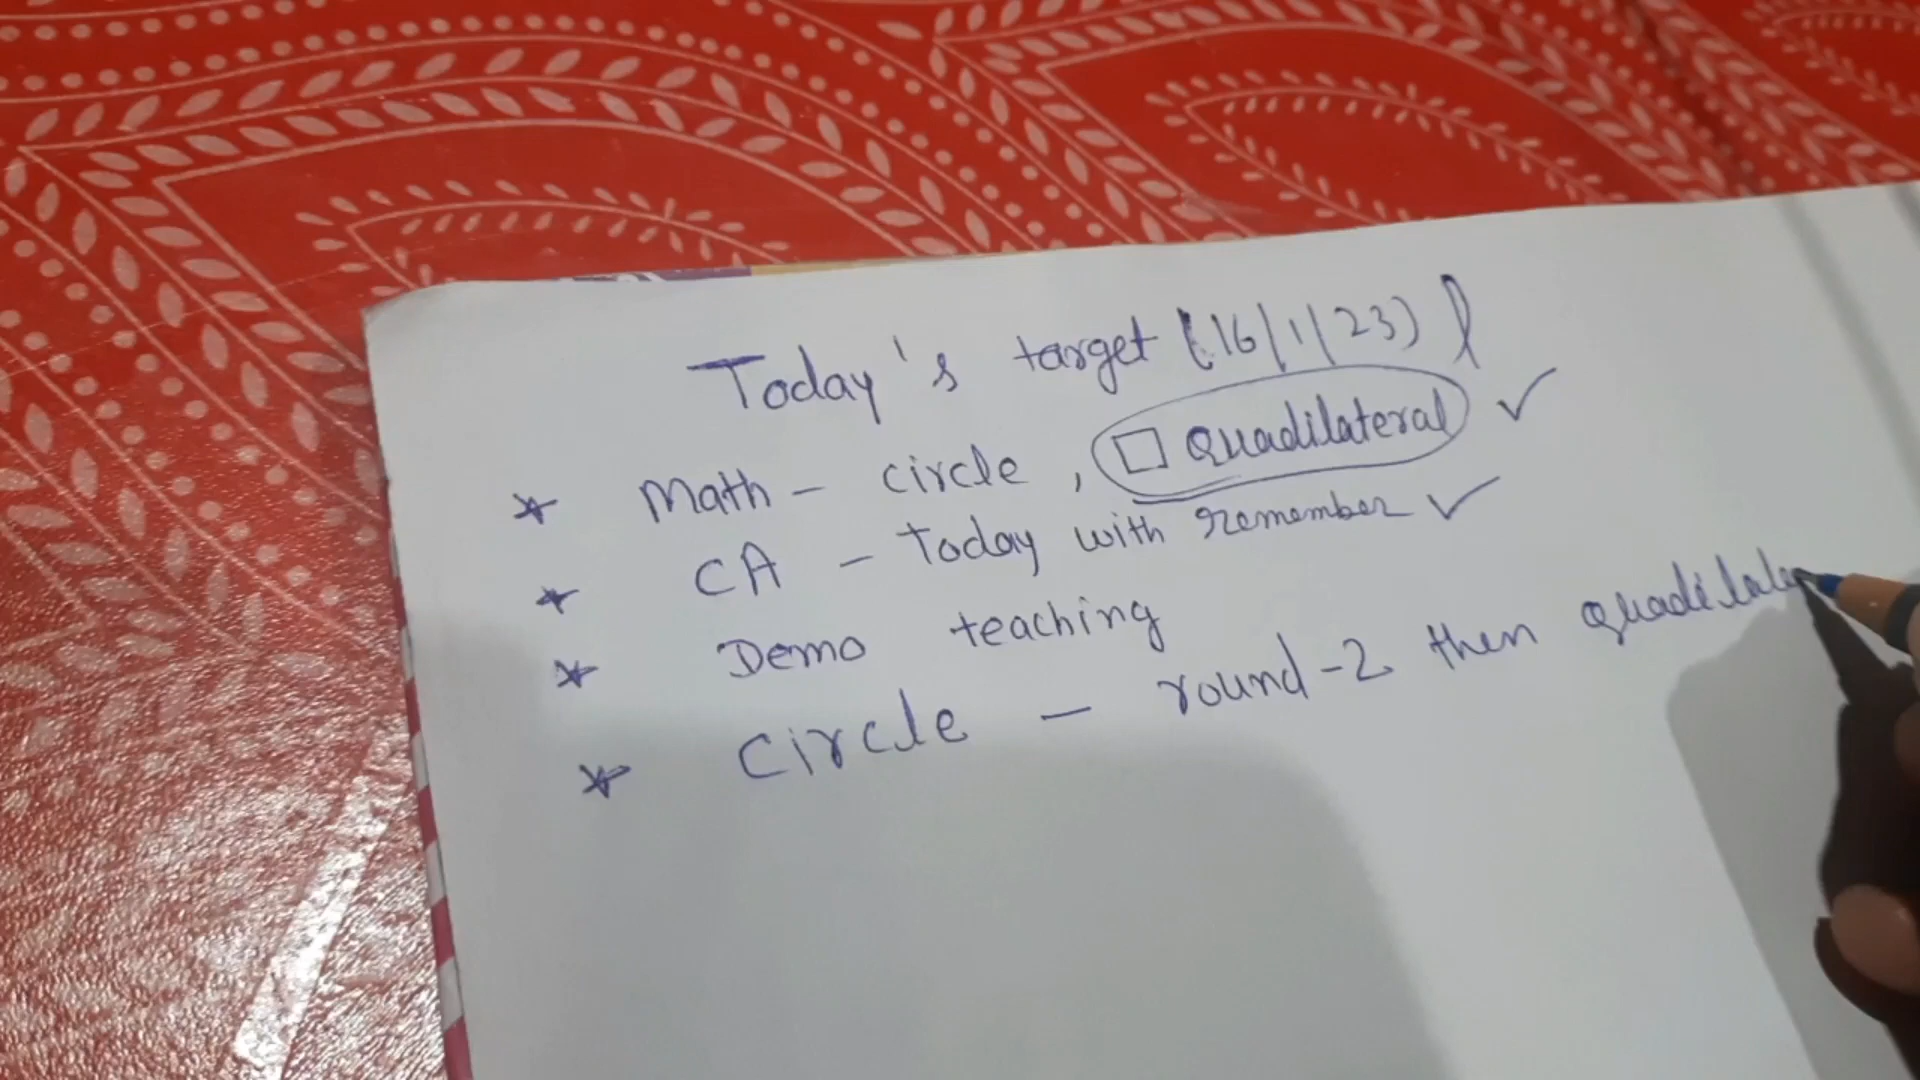 Today's target (16/1/23)
* Math - circle, □ Quadilateral ✓
* CA - Today with remember ✓
* Demo teaching
* Circle - round-2 then quadilate